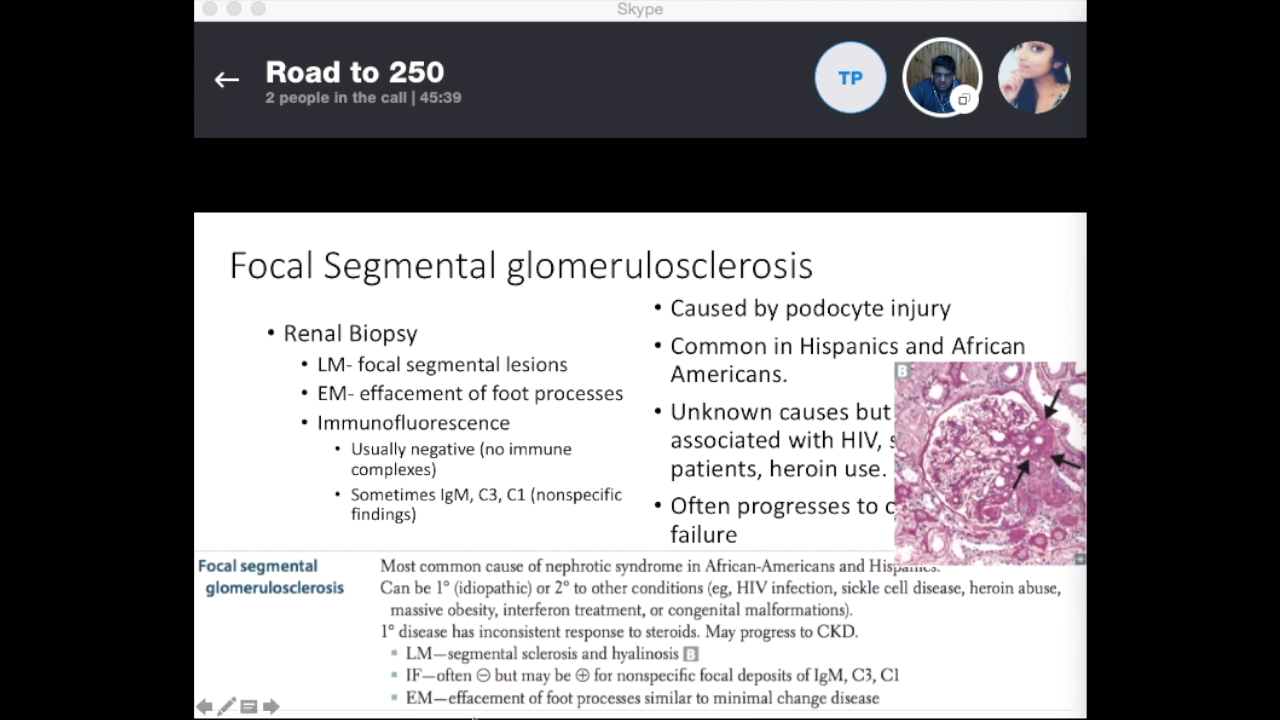 Skype
Road to 250
2 people in the call | 45:39
TP
Focal Segmental glomerulosclerosis
• Renal Biopsy
• LM- focal segmental lesions
• EM- effacement of foot processes
• Immunofluorescence
• Usually negative (no immune
complexes)
• Sometimes IgM, C3, C1 (nonspecific
findings)
• Caused by podocyte injury
• Common in Hispanics and African
Americans.
• Unknown causes but
associated with HIV,
patients, heroin use.
• Often progresses to
failure
B
Focal segmental
glomerulosclerosis
Most common cause of nephrotic syndrome in African-Americans and Hispanics.
Can be 1° (idiopathic) or 2° to other conditions (eg, HIV infection, sickle cell disease, heroin abuse,
massive obesity, interferon treatment, or congenital malformations).
1° disease has inconsistent response to steroids. May progress to CKD.
▪ LM—segmental sclerosis and hyalinosis B
▪ IF—often ⊖ but may be ⊕ for nonspecific focal deposits of IgM, C3, C1
▪ EM—effacement of foot processes similar to minimal change disease